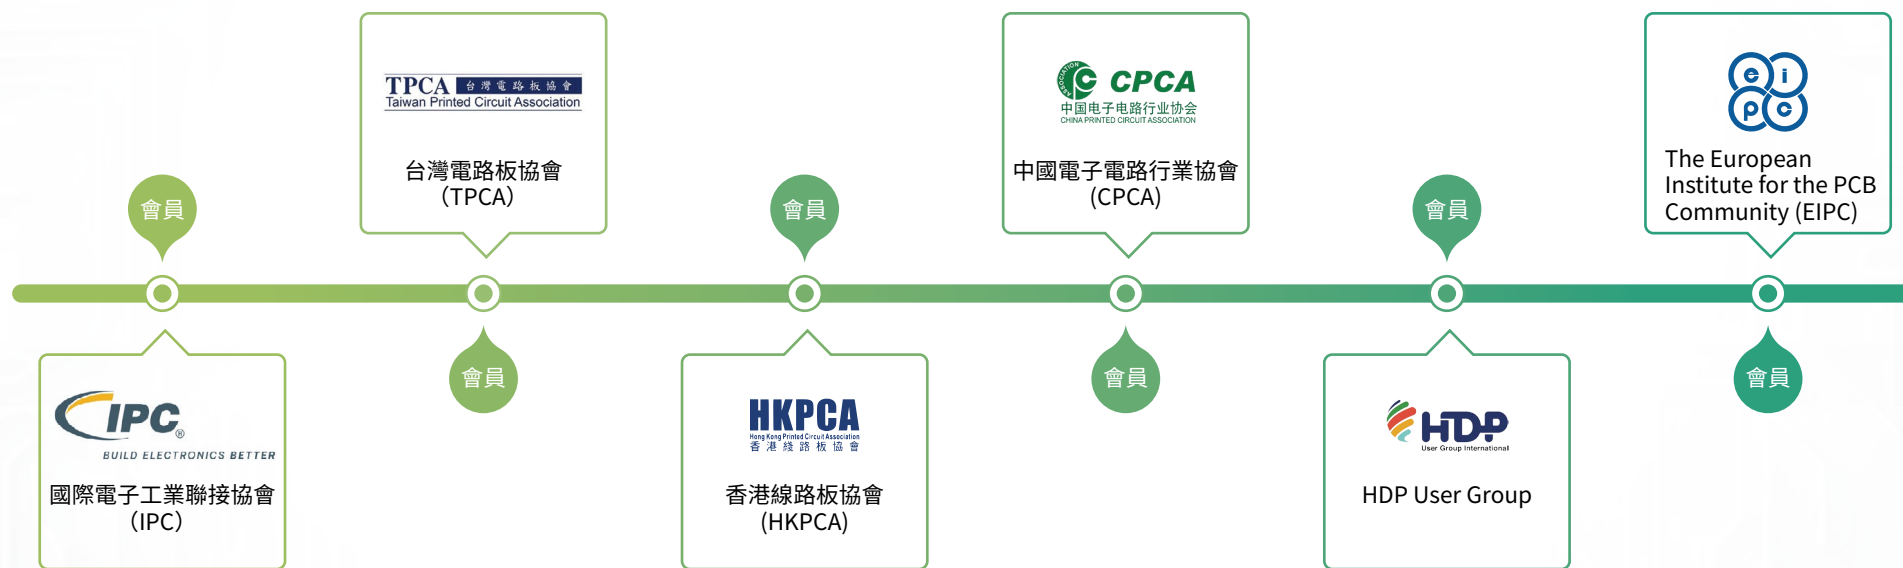 會員
IPC®
BUILD ELECTRONICS BETTER
國際電子工業聯接協會
（IPC）
TPCA 台灣電路板協會
Taiwan Printed Circuit Association
台灣電路板協會
（TPCA）
會員
會員
HKPCA
Hong Kong Printed Circuit Association
香港綫路板協會
香港線路板協會
(HKPCA)
ASSOCIATION
CPCA
中国电子电路行业协会
CHINA PRINTED CIRCUIT ASSOCIATION
中國電子電路行業協會
(CPCA)
會員
會員
HDP
User Group International
HDP User Group
e i
p c
The European
Institute for the PCB
Community (EIPC)
會員